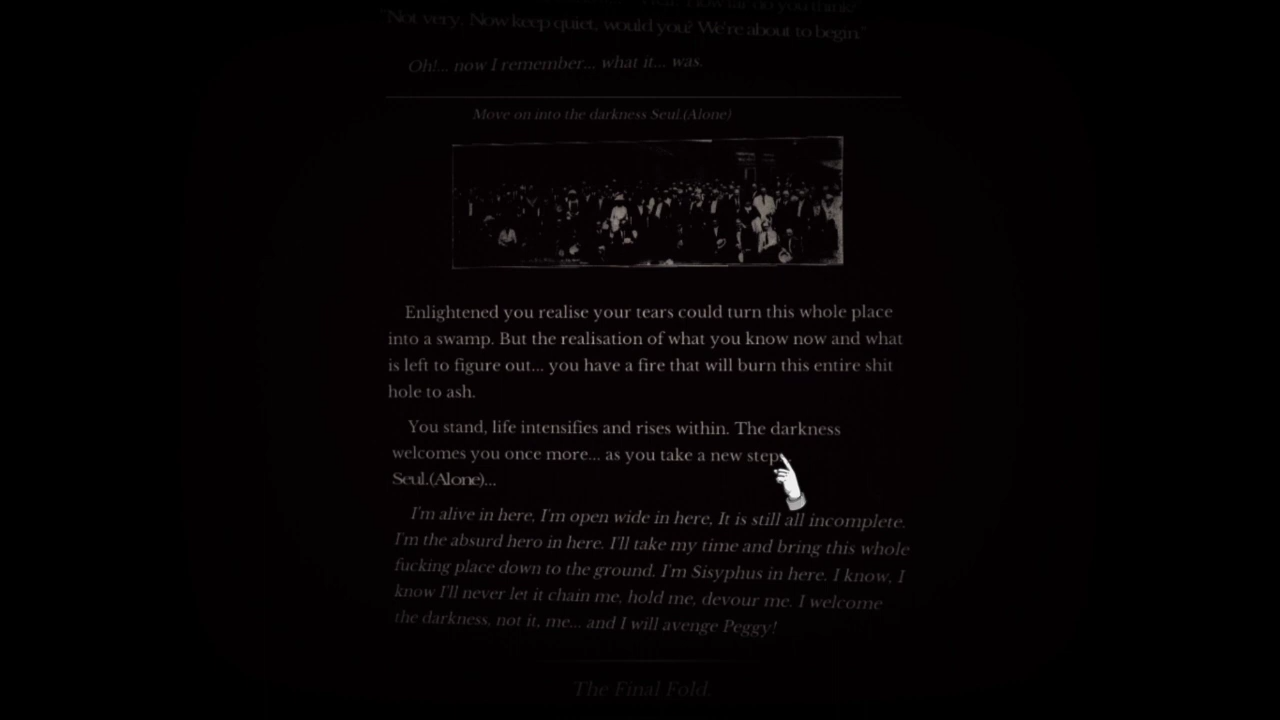 "Not very. Now keep quiet, would you? We're about to begin."
Oh!... now I remember... what it... was.
Move on into the darkness Seul.(Alone)
Enlightened you realise your tears could turn this whole place
into a swamp. But the realisation of what you know now and what
is left to figure out... you have a fire that will burn this entire shit
hole to ash.
You stand, life intensifies and rises within. The darkness
welcomes you once more... as you take a new step.
Seul.(Alone)...
I'm alive in here, I'm open wide in here, It is still all incomplete.
I'm the absurd hero in here. I'll take my time and bring this whole
fucking place down to the ground. I'm Sisyphus in here. I know, I
know I'll never let it chain me, hold me, devour me. I welcome
the darkness, not it, me... and I will avenge Peggy!
The Final Fold.